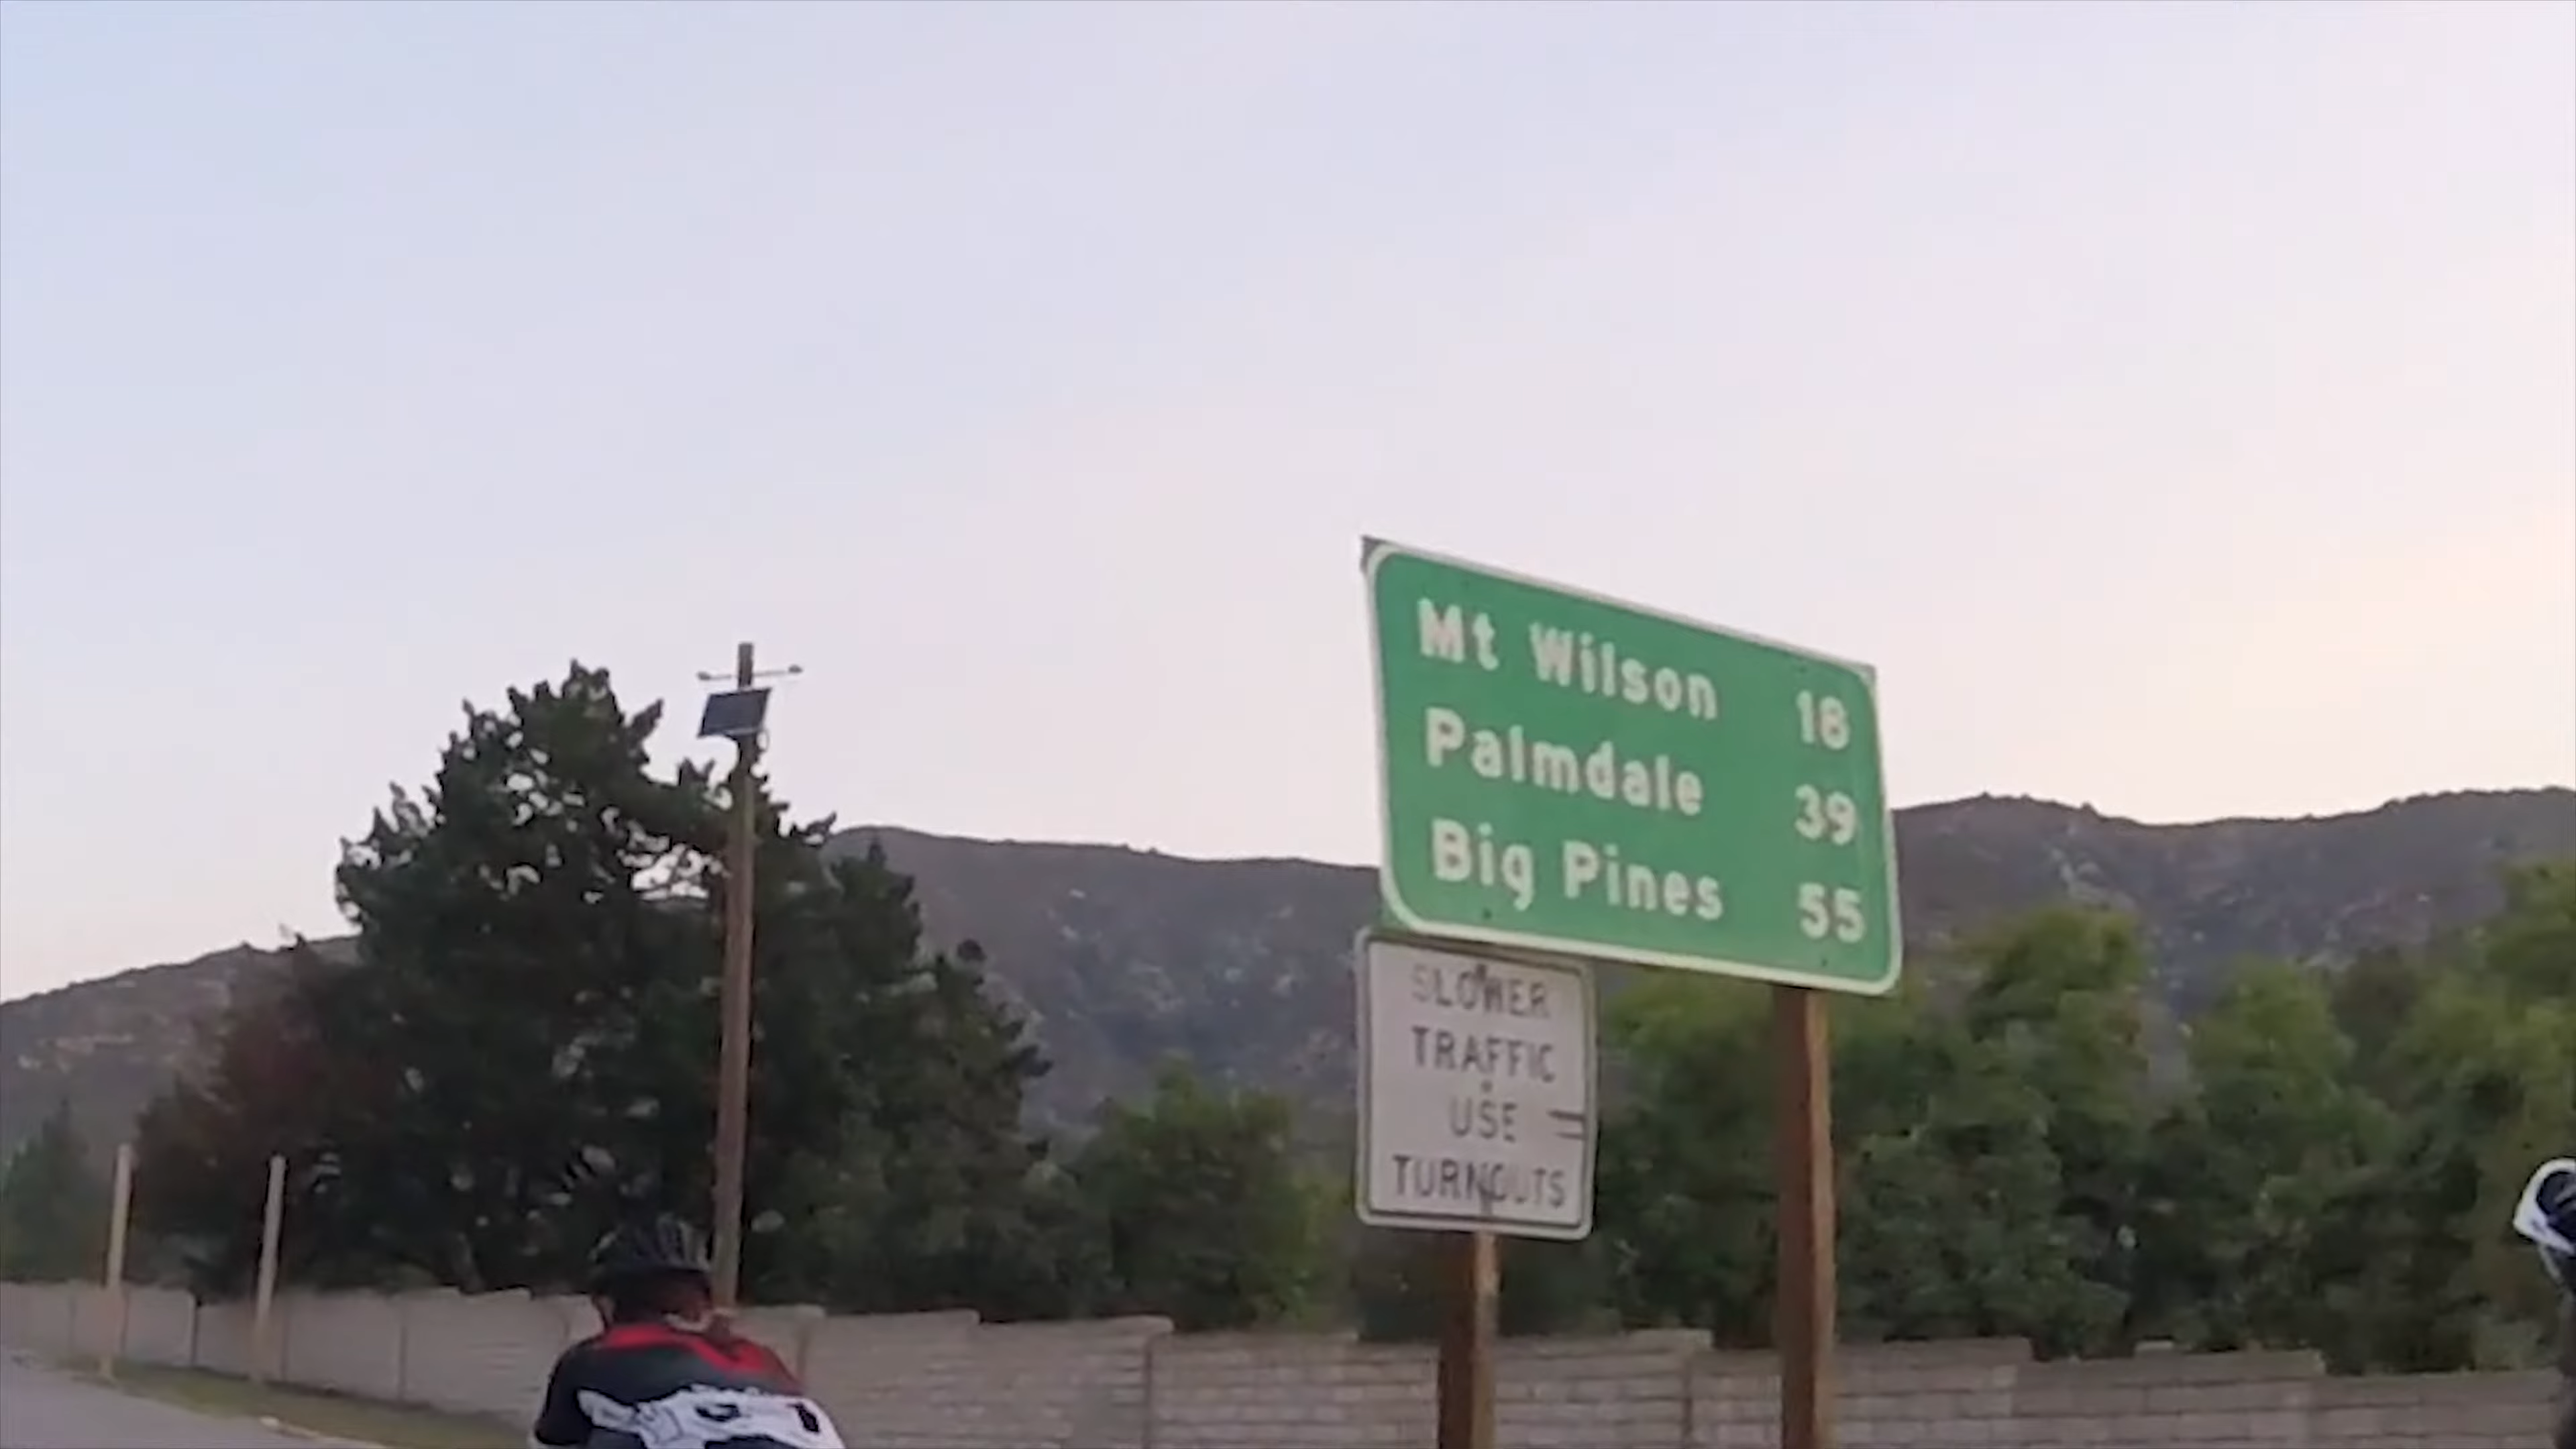 Mt Wilson 18
Palmdale 39
Big Pines 55
SLOWER
TRAFFIC
USE
TURNOUTS